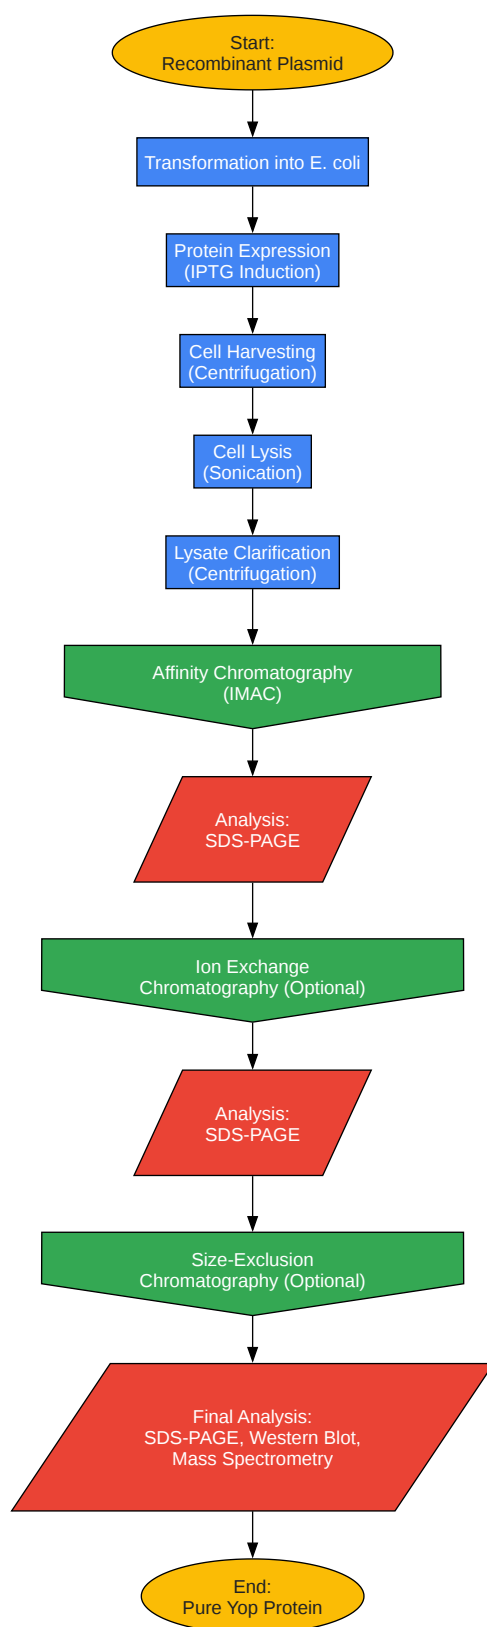 Start:
Recombinant Plasmid
Transformation into E. coli
Protein Expression
(IPTG Induction)
Cell Harvesting
(Centrifugation)
Cell Lysis
(Sonication)
Lysate Clarification
(Centrifugation)
Affinity Chromatography
(IMAC)
Analysis:
SDS-PAGE
Ion Exchange
Chromatography (Optional)
Analysis:
SDS-PAGE
Size-Exclusion
Chromatography (Optional)
Final Analysis:
SDS-PAGE, Western Blot,
Mass Spectrometry
End:
Pure Yop Protein